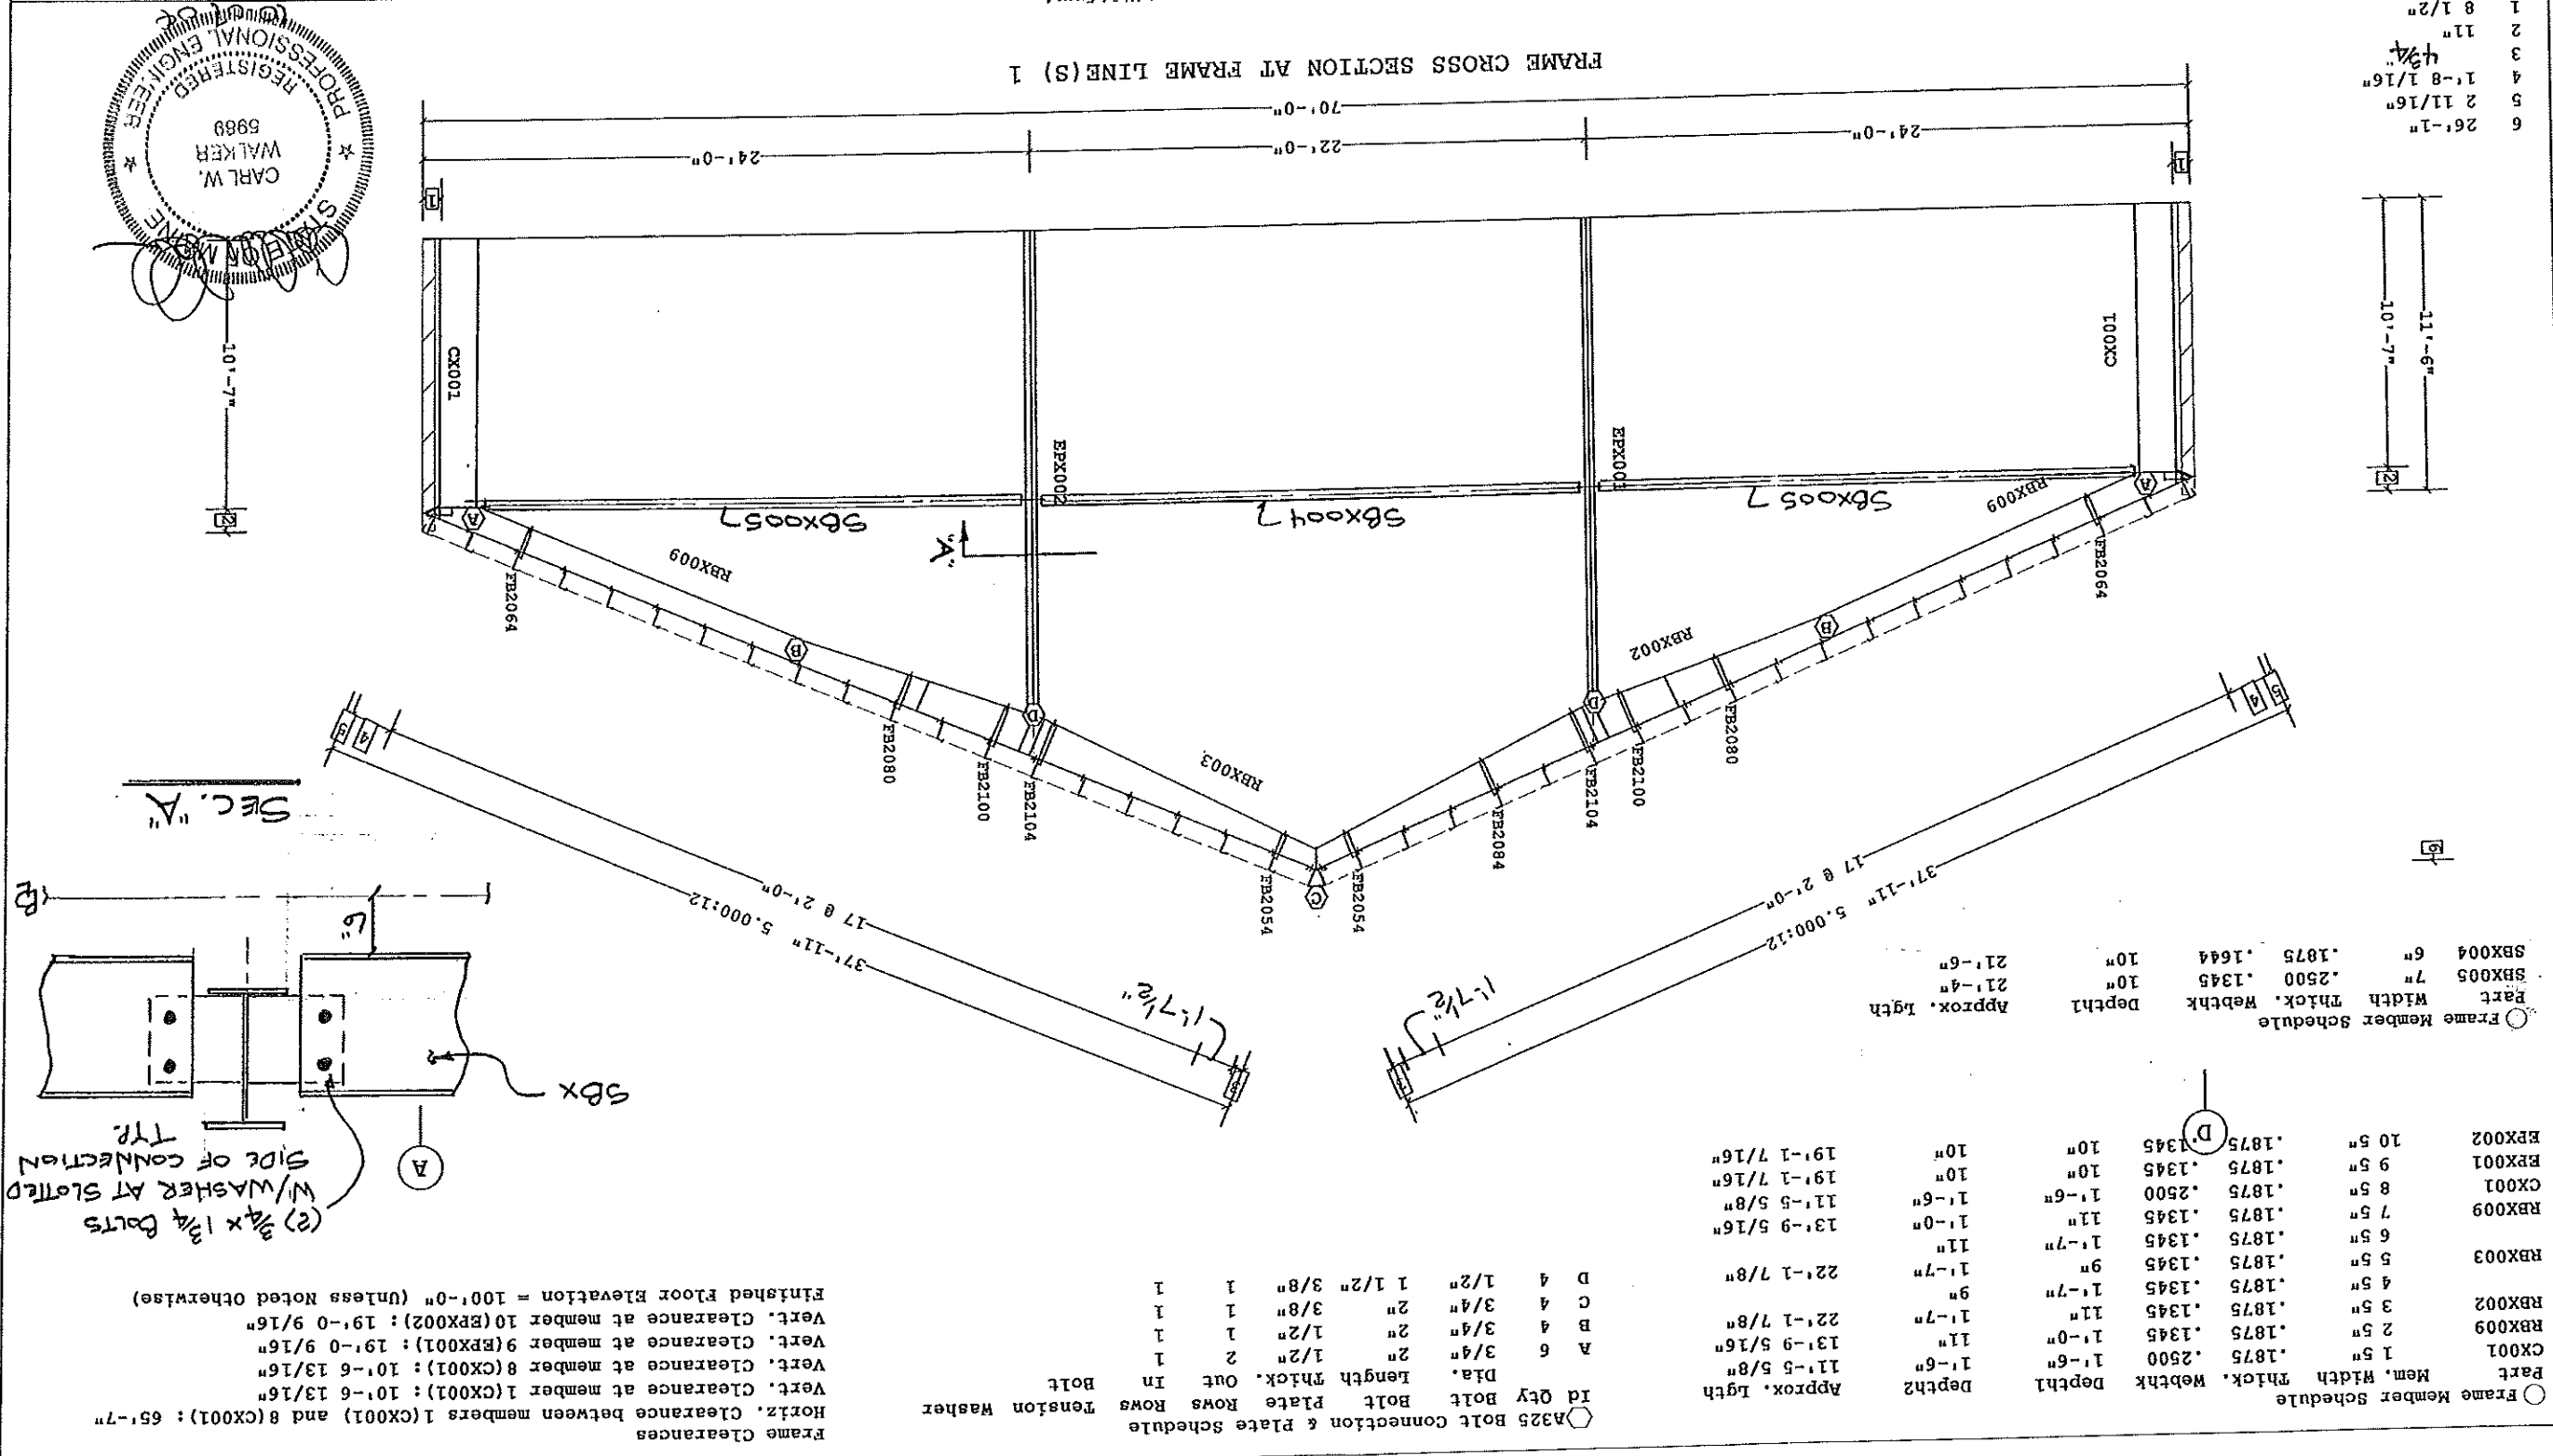 Frame Member Schedule
Part Mem. Width Thick. Webthk Depth1 Depth2 Approx. Lgth
CX001 1 5" .1875 .2500 1'-6" 1'-6" 11'-5 5/8"
RBX009 2 5" .1875 .1345 1'-0" 11" 13'-9 5/16"
RBX002 3 5" .1875 .1345 11" 1'-7" 22'-1 7/8"
4 5" .1875 .1345 1'-7" 9"
RBX003 5 5" .1875 .1345 9" 1'-7" 22'-1 7/8"
6 5" .1875 .1345 1'-7" 11"
RBX009 7 5" .1875 .1345 11" 1'-0" 13'-9 5/16"
CX001 8 5" .1875 .2500 1'-6" 1'-6" 11'-5 5/8"
EPX001 9 5" .1875 .1345 10" 10" 19'-1 7/16"
EPX002 10 5" .1875 .1345 10" 10" 19'-1 7/16"
D
A325 Bolt Connection & Plate Schedule
Id Qty Bolt Bolt Plate Rows Rows Tension Washer
Dia. Length Thick. Out In Bolt
A 6 3/4" 2" 1/2" 2 1
B 4 3/4" 2" 1/2" 1 1
C 4 3/4" 2" 3/8" 1 1
D 4 1/2" 1 1/2" 3/8" 1 1
Frame Clearances
Horiz. Clearance between members 1(CX001) and 8(CX001): 65'-7"
Vert. Clearance at member 1(CX001): 10'-6 13/16"
Vert. Clearance at member 8(CX001): 10'-6 13/16"
Vert. Clearance at member 9(EPX001): 19'-0 9/16"
Vert. Clearance at member 10(EPX002): 19'-0 9/16"
Finished Floor Elevation = 100'-0" (Unless Noted Otherwise)
(2) 3/4 x 1 3/4 BOLTS
W/WASHER AT SLOTTED
SIDE OF CONNECTION
TYP.
A
SBX
6"
SEC. "A"
Frame Member Schedule
Part Width Thick. Webthk Depth1 Approx. Lgth
SBX005 7" .2500 .1345 10" 21'-4"
SBX004 6" .1875 .1644 10" 21'-6"
6
3
3
1'-7 1/2"
1'-7 1/2"
37'-11" 5.000:12
17 @ 2'-0"
37'-11" 5.000:12
17 @ 2'-0"
5
4
4
5
C
FB2054
FB2054
FB2084
FB2104
FB2100
FB2080
FB2064
FB2104
FB2100
FB2080
FB2064
RBX003
RBX002
RBX009
RBX009
D
D
B
B
A
A
"A"
SBX005
SBX004
SBX005
EPX001
EPX002
CX001
CX001
2
2
11'-6"
10'-7"
10'-7"
1
1
24'-0"
22'-0"
24'-0"
70'-0"
FRAME CROSS SECTION AT FRAME LINE(S) 1
6 26'-1"
5 2 11/16"
4 1'-8 1/16"
3 4 3/4"
2 11"
1 8 1/2"
STATE OF MAINE
CARL W.
WALKER
5989
REGISTERED
PROFESSIONAL ENGINEER